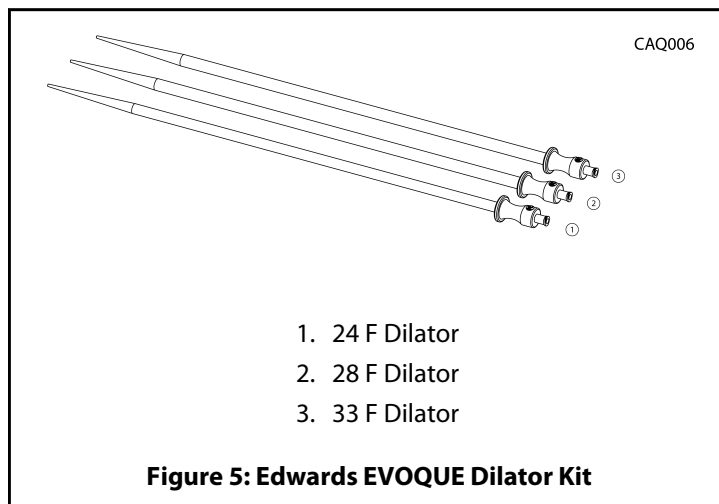 CAQ006
3
2
1
1. 24 F Dilator
2. 28 F Dilator
3. 33 F Dilator
Figure 5: Edwards EVOQUE Dilator Kit